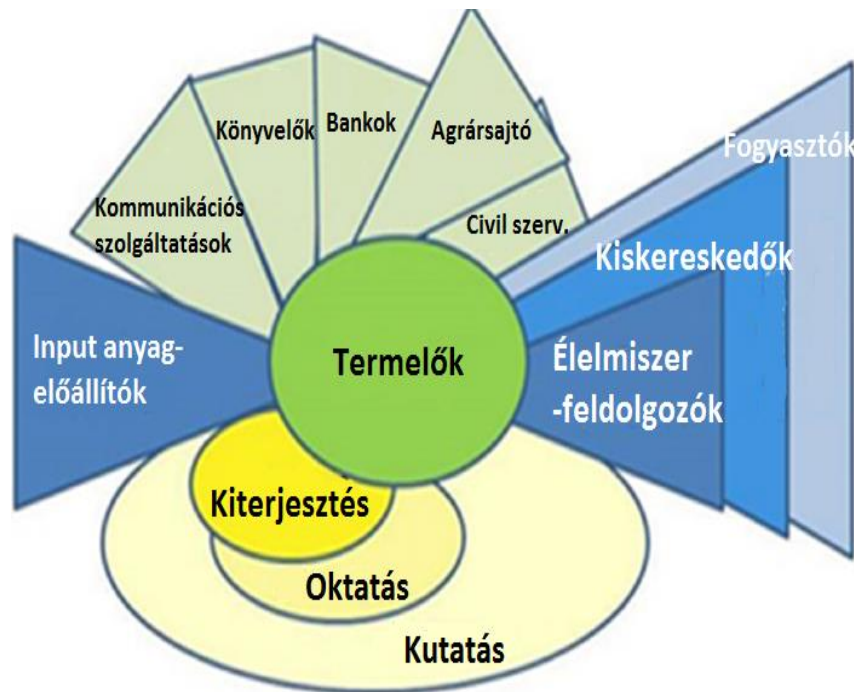 Könyvelők
Bankok
Agrársajtó
Fogyasztók
Kommunikációs
szolgáltatások
Civil szerv.
Kiskereskedők
Input anyag-
előállítók
Termelők
Élelmiszer
-feldolgozók
Kiterjesztés
Oktatás
Kutatás